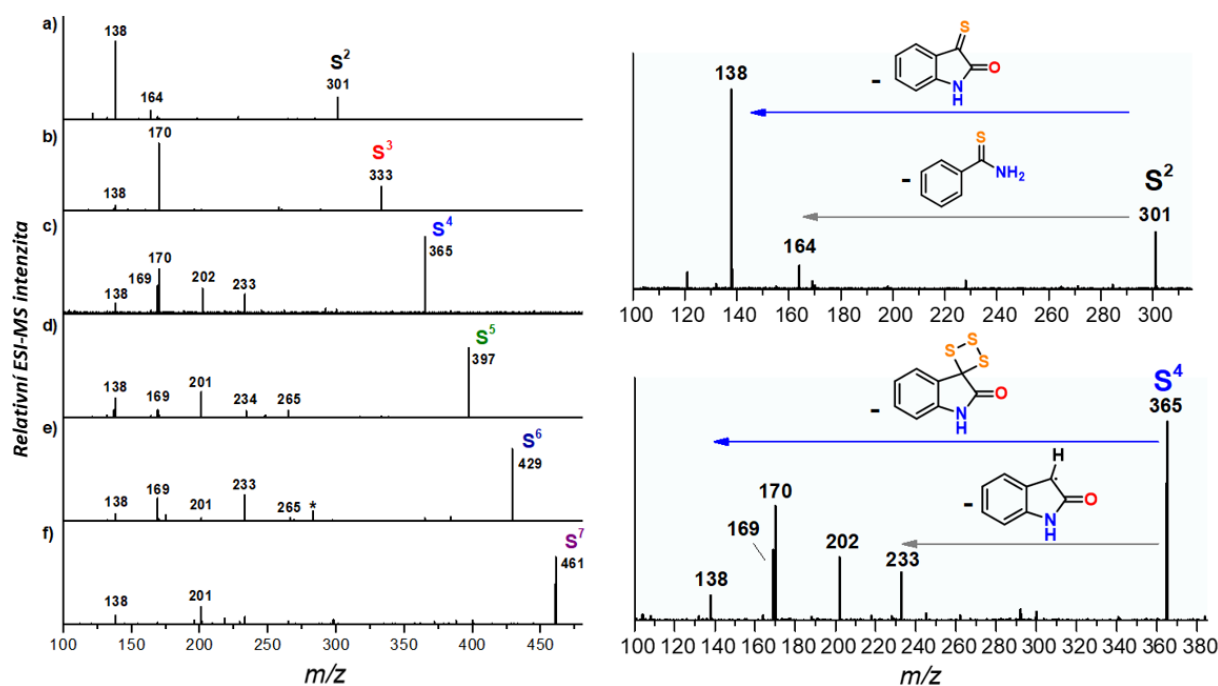 Relativní ESI-MS intenzita
a)
138
164
S²
301
b)
170
138
S³
333
c)
138
169
170
202
233
S⁴
365
d)
138
169
201
234
265
S⁵
397
e)
138
169
201
233
265
*
S⁶
429
f)
138
201
S⁷
461
100 150 200 250 300 350 400 450
m/z
138
164
S²
301
-
S
O
N
H
-
S
NH₂
100 120 140 160 180 200 220 240 260 280 300
138
169
170
202
233
S⁴
365
-
S
S
S
O
N
H
-
H
·
O
N
H
100 120 140 160 180 200 220 240 260 280 300 320 340 360 380
m/z